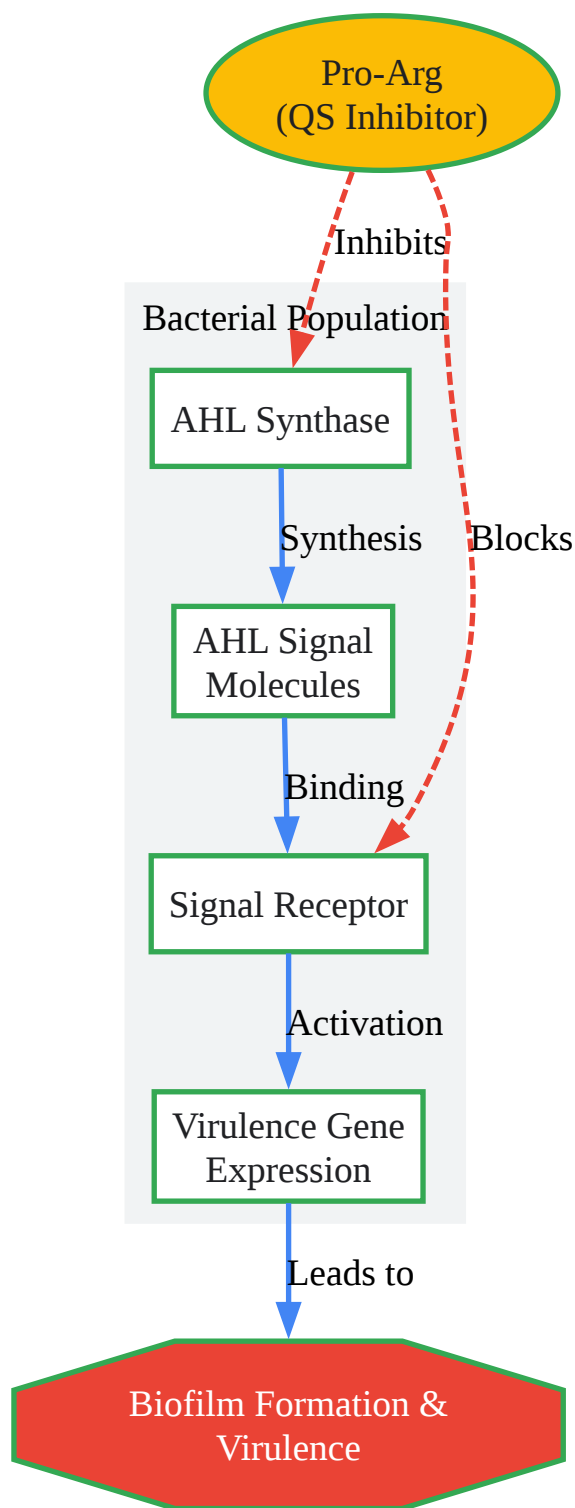 Pro-Arg
(QS Inhibitor)
Inhibits
Bacterial Population
AHL Synthase
Synthesis
Blocks
AHL Signal
Molecules
Binding
Signal Receptor
Activation
Virulence Gene
Expression
Leads to
Biofilm Formation &
Virulence